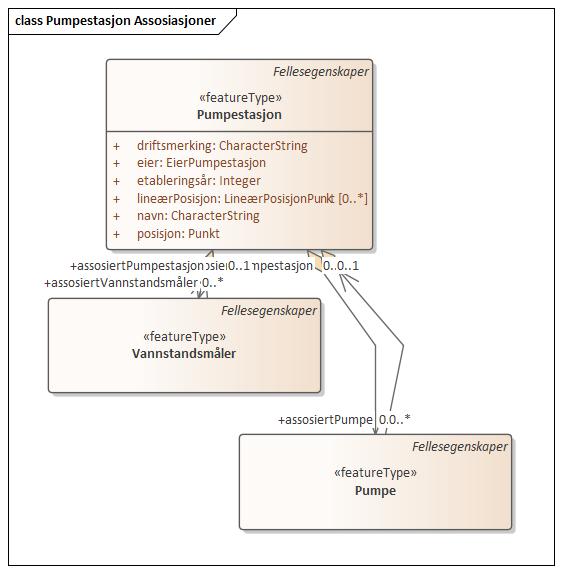 class Pumpestasjon Assosiasjoner
Fellesegenskaper
«featureType»
Pumpestasjon
+ driftsmerking: CharacterString
+ eier: EierPumpestasjon
+ etableringsår: Integer
+ lineærPosisjon: LineærPosisjonPunkt [0..*]
+ navn: CharacterString
+ posisjon: Punkt
+assosiertPumpestasjon 0..1 0..1
+assosiertVannstandsmåler 0..*
Fellesegenskaper
«featureType»
Vannstandsmåler
+assosiertPumpe 0..*
Fellesegenskaper
«featureType»
Pumpe